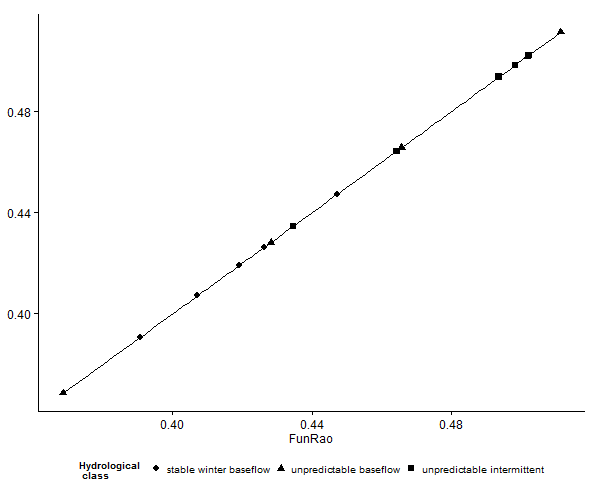 0.48
0.44
0.40
0.40 0.44 0.48
FunRao
Hydrological
class
stable winter baseflow unpredictable baseflow unpredictable intermittent